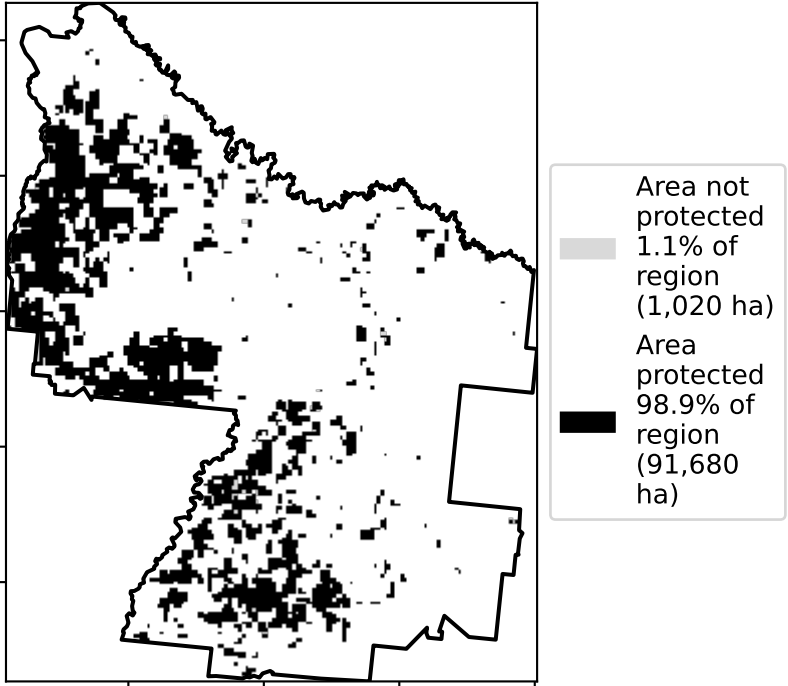 Area not
protected
1.1% of
region
(1,020 ha)
Area
protected
98.9% of
region
(91,680
ha)